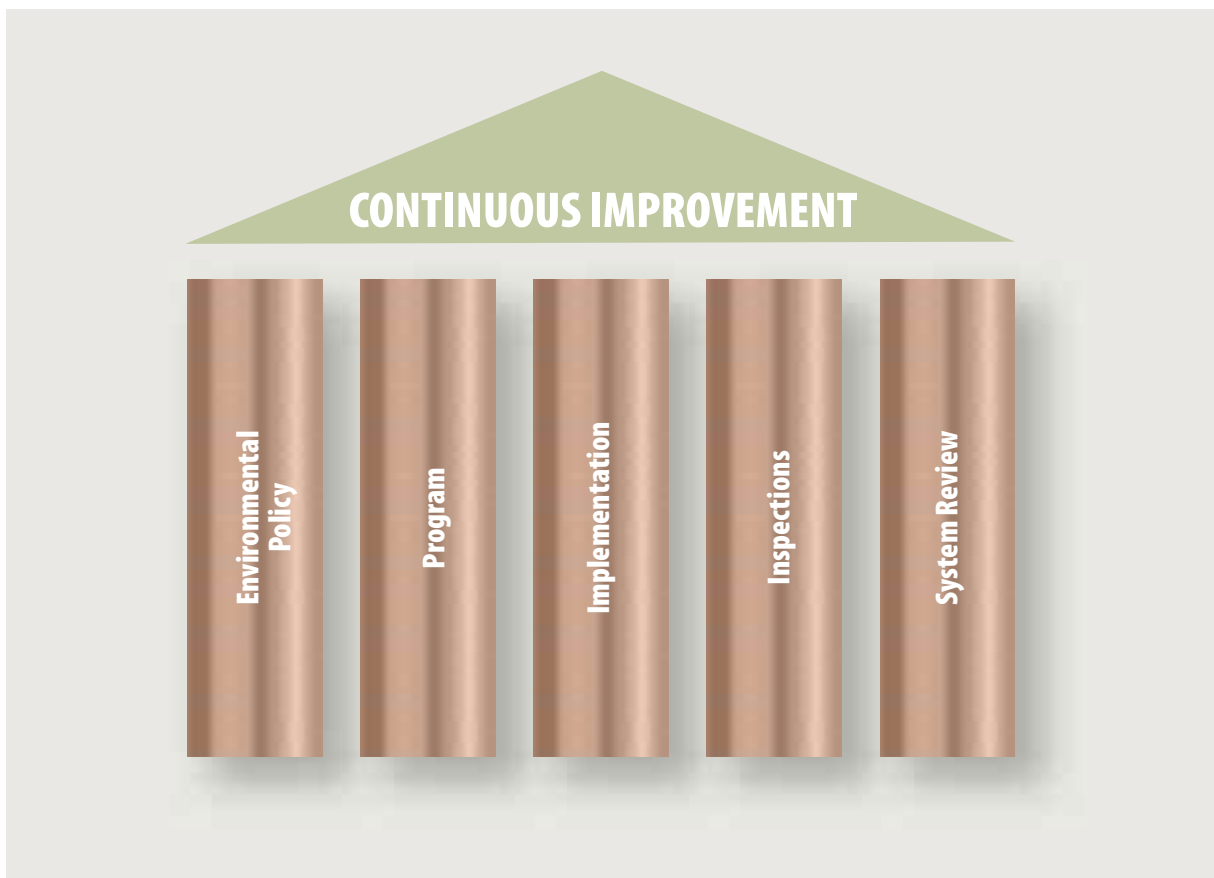 CONTINUOUS IMPROVEMENT
Environmental
Policy
Program
Implementation
Inspections
System Review